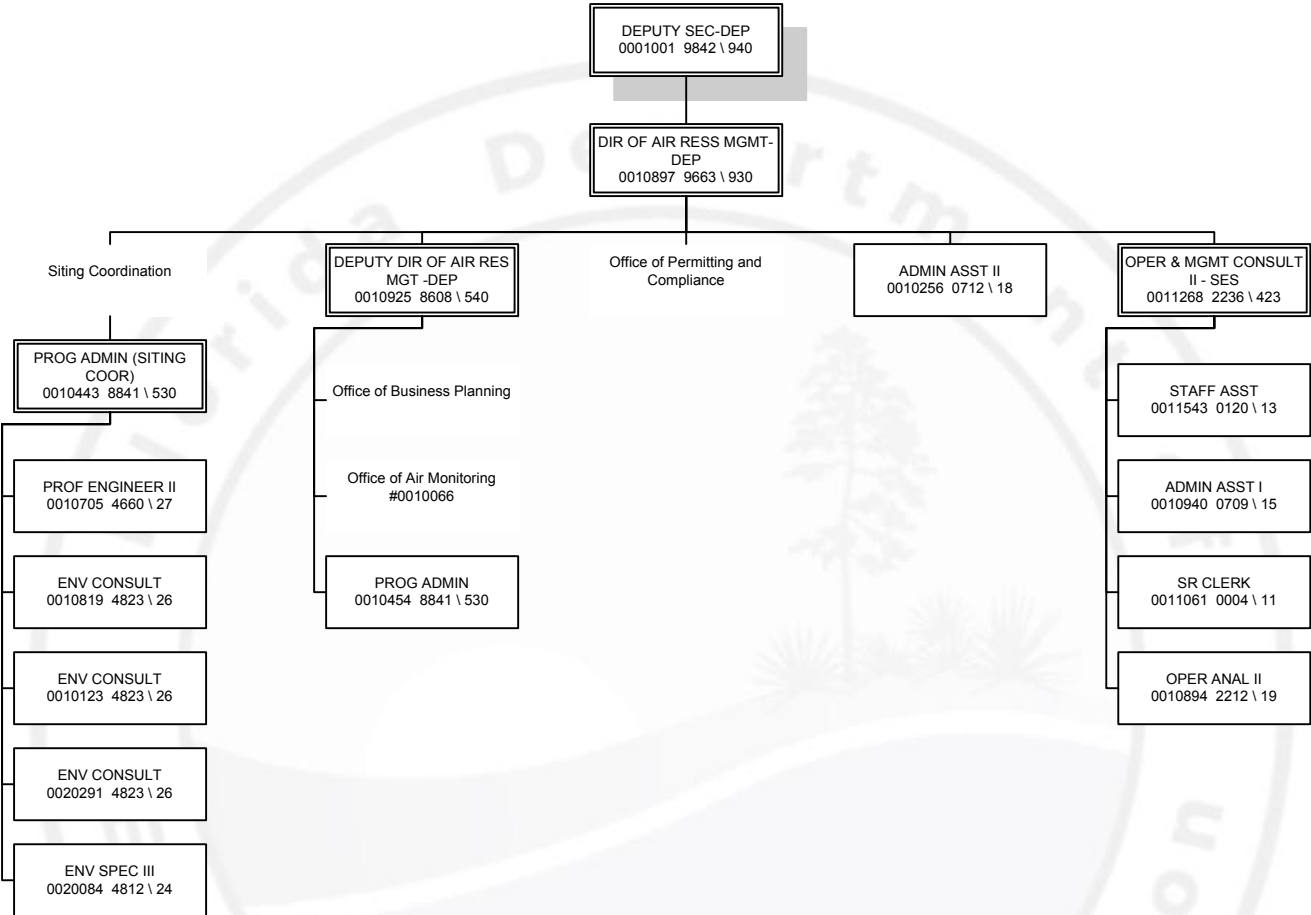 DEPUTY SEC-DEP
0001001 9842 \ 940
DIR OF AIR RESS MGMT-
DEP
0010897 9663 \ 930
Siting Coordination
DEPUTY DIR OF AIR RES
MGT -DEP
0010925 8608 \ 540
Office of Permitting and
Compliance
ADMIN ASST II
0010256 0712 \ 18
OPER & MGMT CONSULT
II - SES
0011268 2236 \ 423
PROG ADMIN (SITING
COOR)
0010443 8841 \ 530
PROF ENGINEER II
0010705 4660 \ 27
ENV CONSULT
0010819 4823 \ 26
ENV CONSULT
0010123 4823 \ 26
ENV CONSULT
0020291 4823 \ 26
ENV SPEC III
0020084 4812 \ 24
Office of Business Planning
Office of Air Monitoring
#0010066
PROG ADMIN
0010454 8841 \ 530
STAFF ASST
0011543 0120 \ 13
ADMIN ASST I
0010940 0709 \ 15
SR CLERK
0011061 0004 \ 11
OPER ANAL II
0010894 2212 \ 19
Florida Department